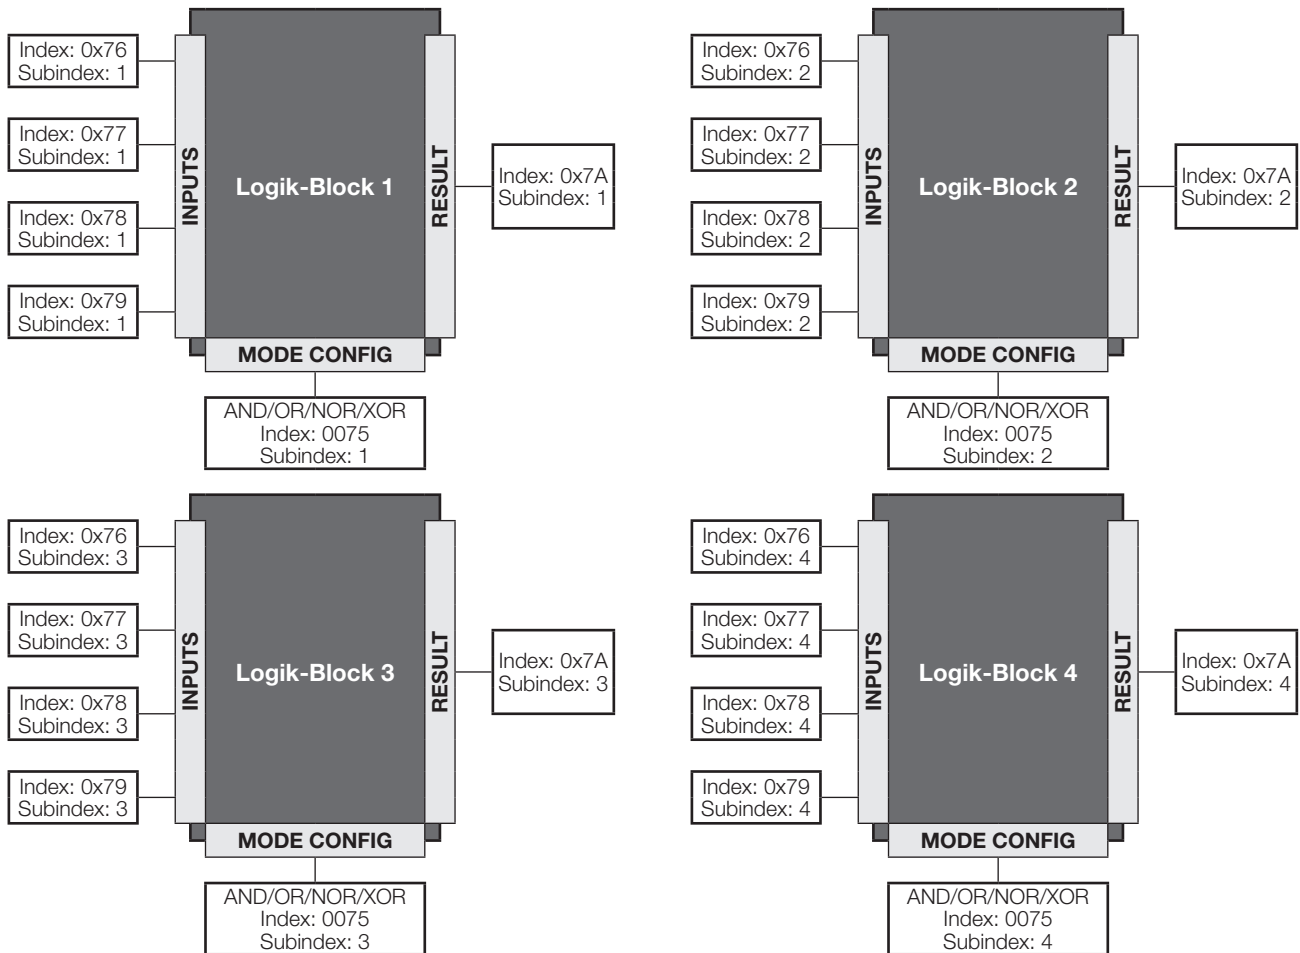 Index: 0x76
Subindex: 1
Index: 0x77
Subindex: 1
Index: 0x78
Subindex: 1
Index: 0x79
Subindex: 1
INPUTS
Logik-Block 1
RESULT
Index: 0x7A
Subindex: 1
MODE CONFIG
AND/OR/NOR/XOR
Index: 0075
Subindex: 1
Index: 0x76
Subindex: 2
Index: 0x77
Subindex: 2
Index: 0x78
Subindex: 2
Index: 0x79
Subindex: 2
INPUTS
Logik-Block 2
RESULT
Index: 0x7A
Subindex: 2
MODE CONFIG
AND/OR/NOR/XOR
Index: 0075
Subindex: 2
Index: 0x76
Subindex: 3
Index: 0x77
Subindex: 3
Index: 0x78
Subindex: 3
Index: 0x79
Subindex: 3
INPUTS
Logik-Block 3
RESULT
Index: 0x7A
Subindex: 3
MODE CONFIG
AND/OR/NOR/XOR
Index: 0075
Subindex: 3
Index: 0x76
Subindex: 4
Index: 0x77
Subindex: 4
Index: 0x78
Subindex: 4
Index: 0x79
Subindex: 4
INPUTS
Logik-Block 4
RESULT
Index: 0x7A
Subindex: 4
MODE CONFIG
AND/OR/NOR/XOR
Index: 0075
Subindex: 4